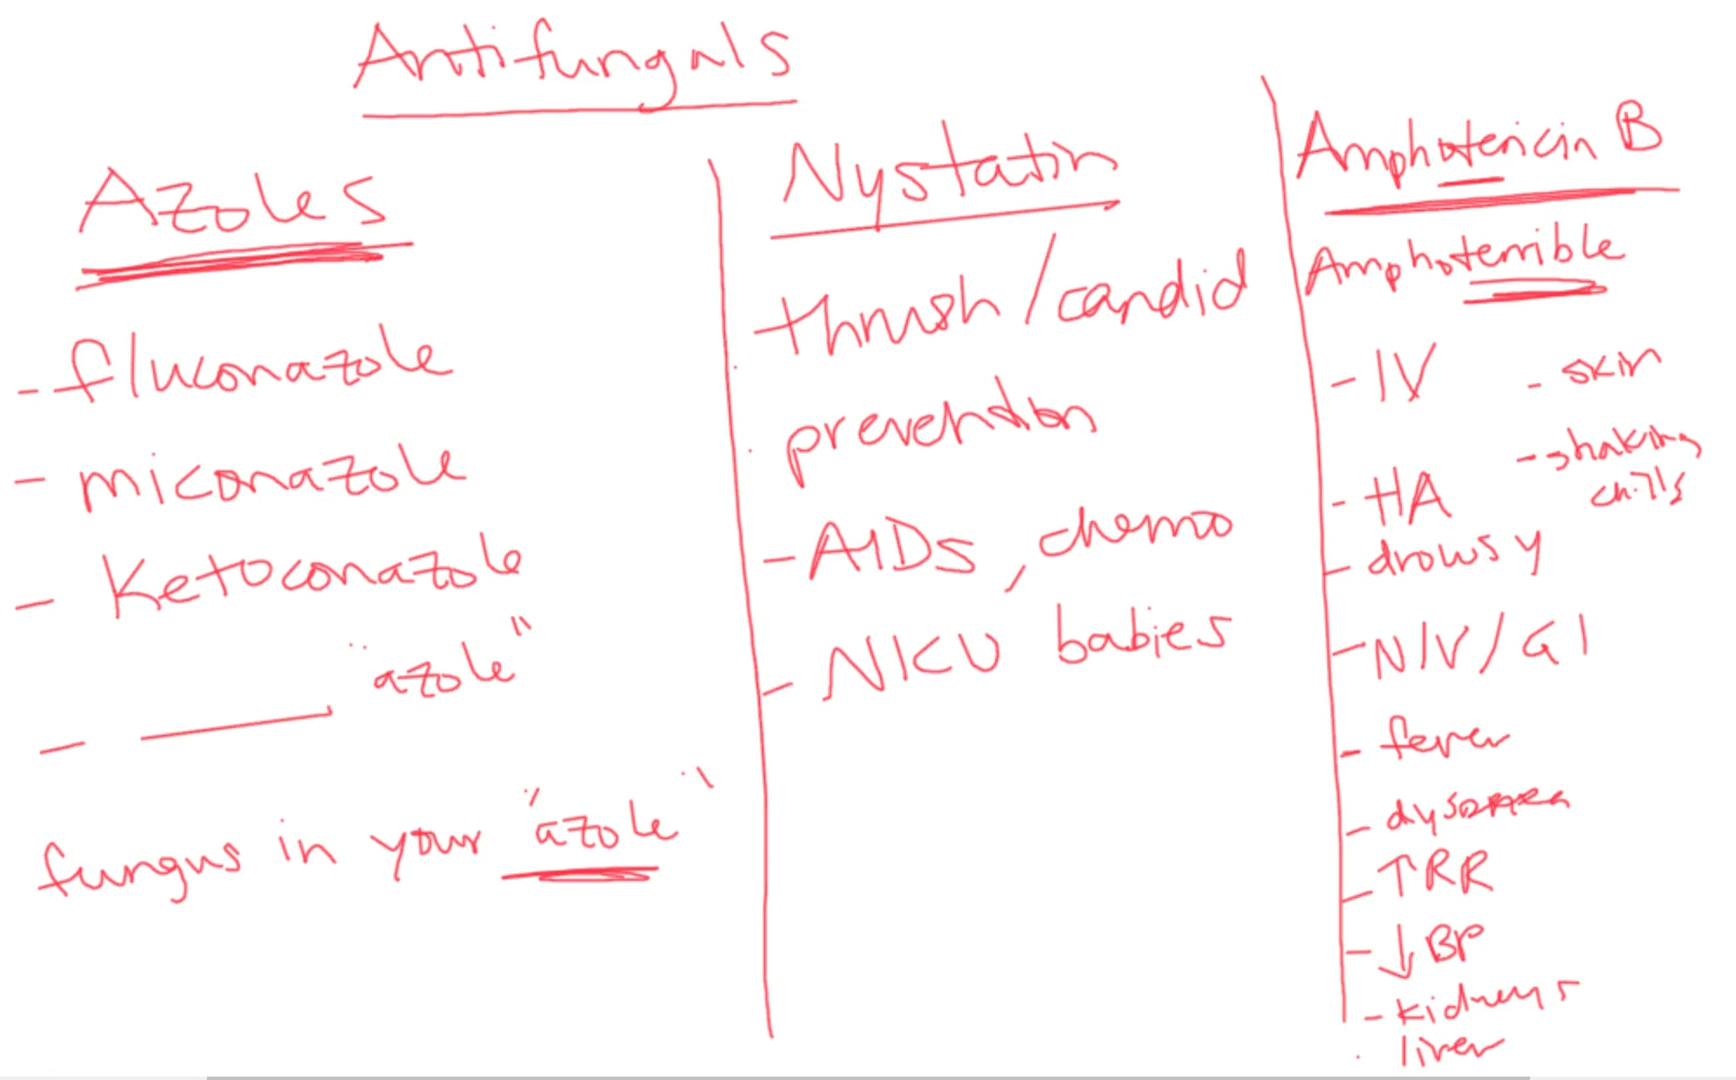 Antifungals
Azoles
- fluconazole
- miconazole
- Ketoconazole
- ____ "azole"
fungus in your "azole"
Nystatin
thrush/candid
prevention
- AIDS, chemo
- NICU babies
Amphotericin B
Amphoterrible
- IV
- skin
- shaking
chills
- HA
- drowsy
- N/V/GI
- fever
- dyspnea
- ↑RR
- ↓BP
- kidneys
liver